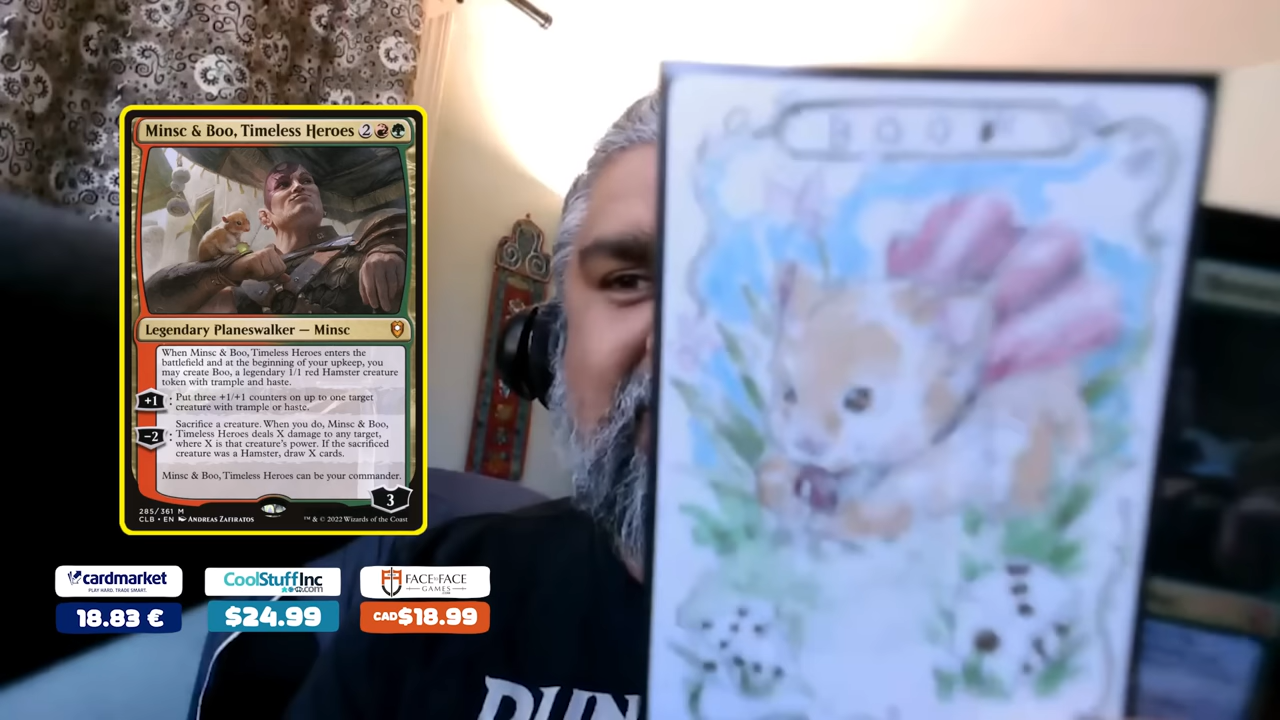 Minsc & Boo, Timeless Heroes 2
Legendary Planeswalker — Minsc
When Minsc & Boo, Timeless Heroes enters the
battlefield and at the beginning of your upkeep, you
may create Boo, a legendary 1/1 red Hamster creature
token with trample and haste.
+1 : Put three +1/+1 counters on up to one target
creature with trample or haste.
Sacrifice a creature. When you do, Minsc & Boo,
−2 : Timeless Heroes deals X damage to any target,
where X is that creature's power. If the sacrificed
creature was a Hamster, draw X cards.
Minsc & Boo, Timeless Heroes can be your commander.
3
285/361 M
CLB • EN ANDREAS ZAFIRATOS
™ & © 2022 Wizards of the Coast
cardmarket
PLAY HARD. TRADE SMART.
18.83 €
CoolStuffInc
.com
$24.99
FACE TO FACE
GAMES
.com
CAD$18.99
BOO
DUN